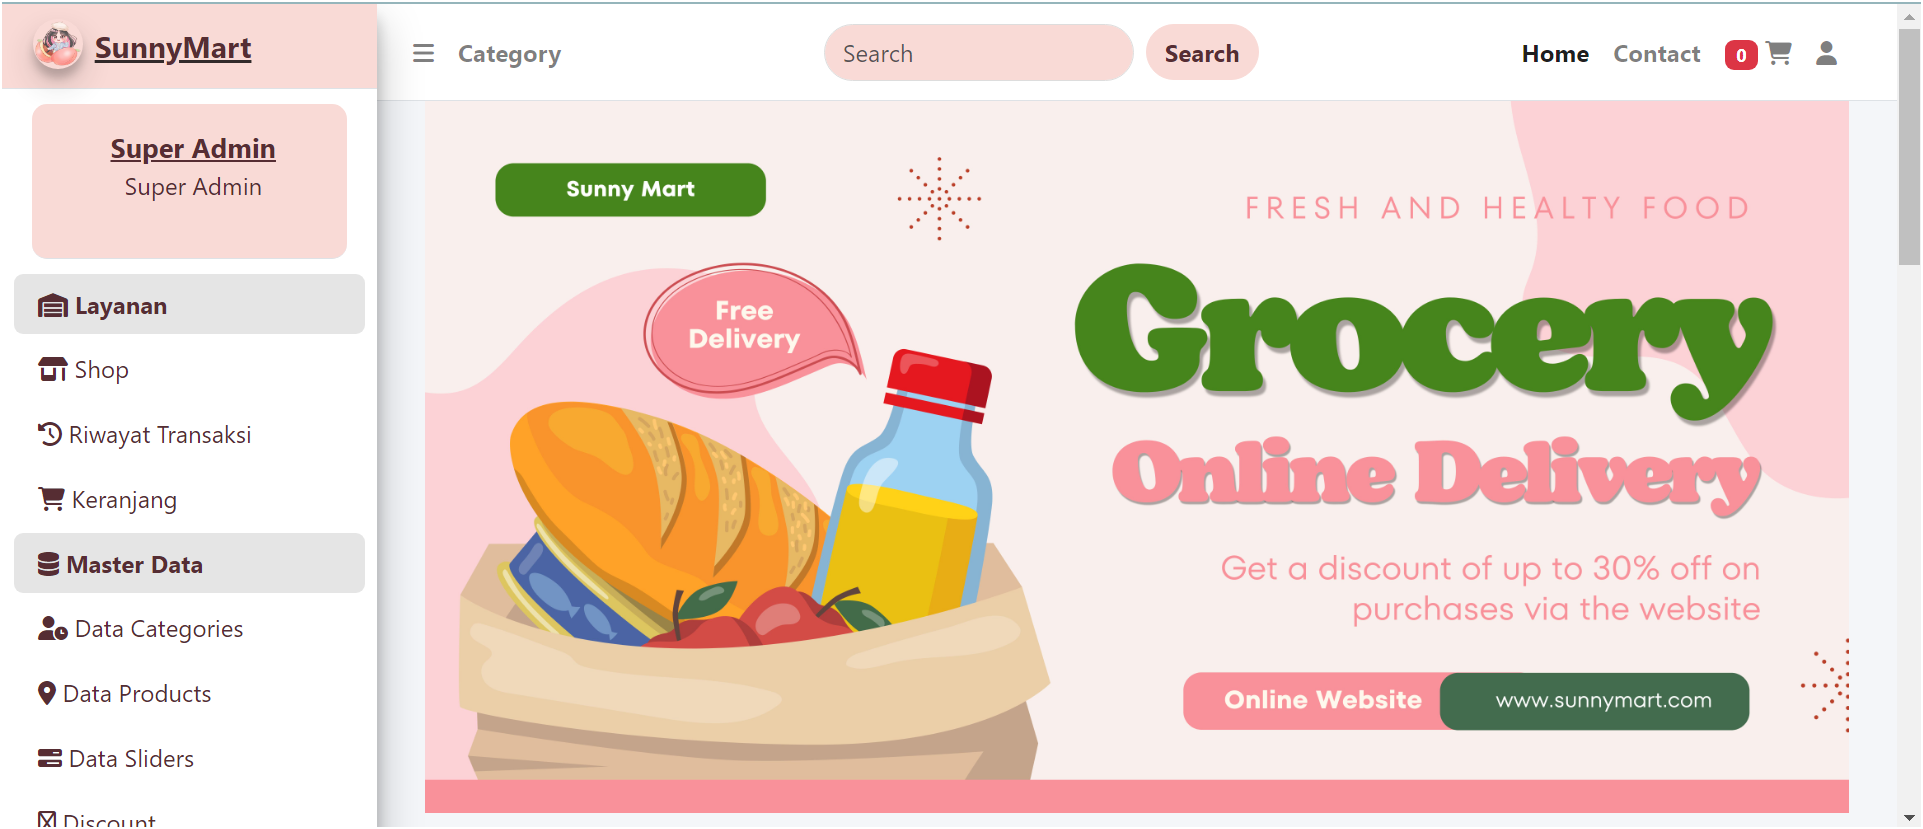 SunnyMart
Super Admin
Super Admin
Layanan
Shop
Riwayat Transaksi
Keranjang
Master Data
Data Categories
Data Products
Data Sliders
Discount
Category
Search
Search
Home
Contact
0
Sunny Mart
FRESH AND HEALTY FOOD
Free
Delivery
Grocery
Online Delivery
Get a discount of up to 30% off on
purchases via the website
Online Website
www.sunnymart.com